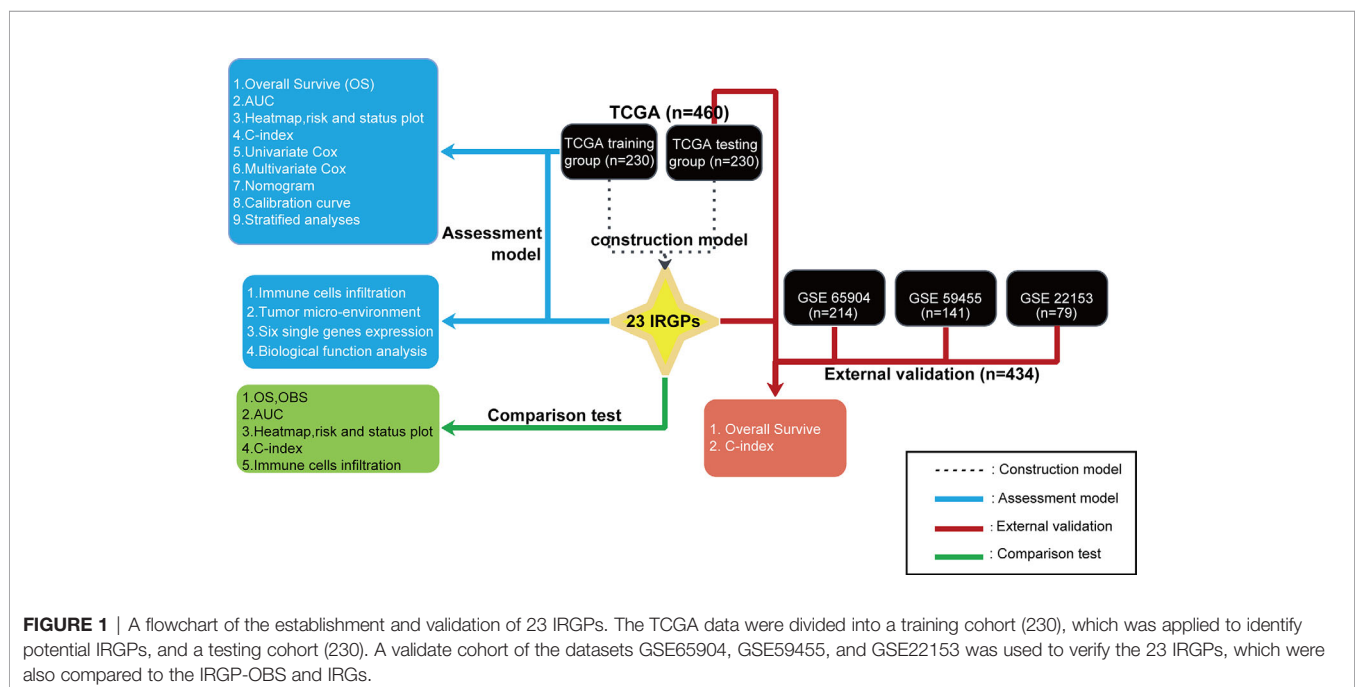 1.Overall Survive (OS)
2.AUC
3.Heatmap,risk and status plot
4.C-index
5.Univariate Cox
6.Multivariate Cox
7.Nomogram
8.Calibration curve
9.Stratified analyses
TCGA (n=460)
TCGA training
group (n=230)
TCGA testing
group (n=230)
Assessment
model
construction model
1.Immune cells infiltration
2.Tumor micro-environment
3.Six single genes expression
4.Biological function analysis
23 IRGPs
GSE 65904
(n=214)
GSE 59455
(n=141)
GSE 22153
(n=79)
External validation (n=434)
1.OS,OBS
2.AUC
3.Heatmap,risk and status plot
4.C-index
5.Immune cells infiltration
Comparison test
1. Overall Survive
2. C-index
: Construction model
: Assessment model
: External validation
: Comparison test
FIGURE 1 | A flowchart of the establishment and validation of 23 IRGPs. The TCGA data were divided into a training cohort (230), which was applied to identify
potential IRGPs, and a testing cohort (230). A validate cohort of the datasets GSE65904, GSE59455, and GSE22153 was used to verify the 23 IRGPs, which were
also compared to the IRGP-OBS and IRGs.